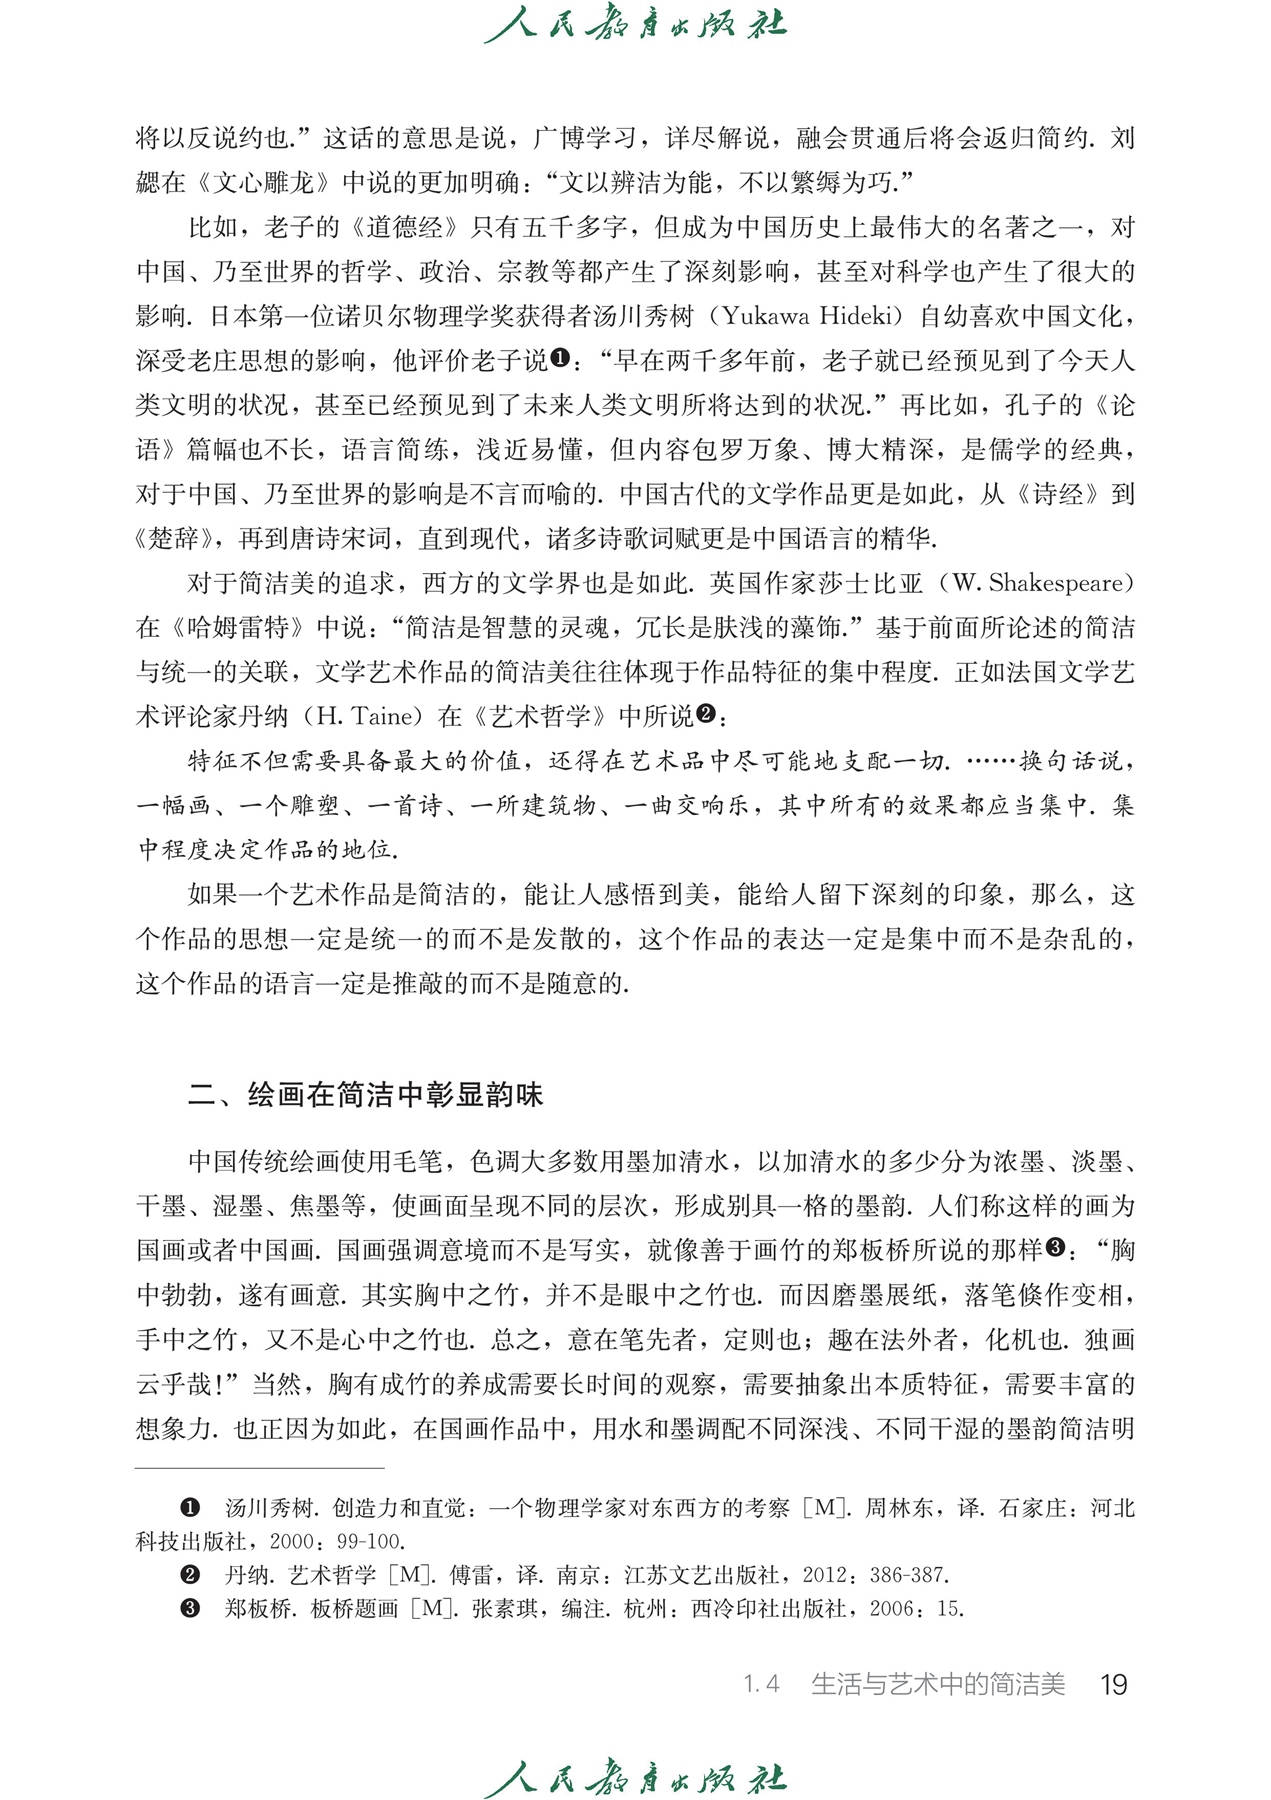 人民教育出版社
将以反说约也.”这话的意思是说，广博学习，详尽解说，融会贯通后将会返归简约. 刘
勰在《文心雕龙》中说的更加明确：“文以辨洁为能，不以繁缛为巧.”
比如，老子的《道德经》只有五千多字，但成为中国历史上最伟大的名著之一，对
中国、乃至世界的哲学、政治、宗教等都产生了深刻影响，甚至对科学也产生了很大的
影响. 日本第一位诺贝尔物理学奖获得者汤川秀树（Yukawa Hideki）自幼喜欢中国文化，
深受老庄思想的影响，他评价老子说❶：“早在两千多年前，老子就已经预见到了今天人
类文明的状况，甚至已经预见到了未来人类文明所将达到的状况.”再比如，孔子的《论
语》篇幅也不长，语言简练，浅近易懂，但内容包罗万象、博大精深，是儒学的经典，
对于中国、乃至世界的影响是不言而喻的. 中国古代的文学作品更是如此，从《诗经》到
《楚辞》，再到唐诗宋词，直到现代，诸多诗歌词赋更是中国语言的精华.
对于简洁美的追求，西方的文学界也是如此. 英国作家莎士比亚（W. Shakespeare）
在《哈姆雷特》中说：“简洁是智慧的灵魂，冗长是肤浅的藻饰.”基于前面所论述的简洁
与统一的关联，文学艺术作品的简洁美往往体现于作品特征的集中程度. 正如法国文学艺
术评论家丹纳（H. Taine）在《艺术哲学》中所说❷：
特征不但需要具备最大的价值，还得在艺术品中尽可能地支配一切. ……换句话说，
一幅画、一个雕塑、一首诗、一所建筑物、一曲交响乐，其中所有的效果都应当集中. 集
中程度决定作品的地位.
如果一个艺术作品是简洁的，能让人感悟到美，能给人留下深刻的印象，那么，这
个作品的思想一定是统一的而不是发散的，这个作品的表达一定是集中而不是杂乱的，
这个作品的语言一定是推敲的而不是随意的.
二、绘画在简洁中彰显韵味
中国传统绘画使用毛笔，色调大多数用墨加清水，以加清水的多少分为浓墨、淡墨、
干墨、湿墨、焦墨等，使画面呈现不同的层次，形成别具一格的墨韵. 人们称这样的画为
国画或者中国画. 国画强调意境而不是写实，就像善于画竹的郑板桥所说的那样❸：“胸
中勃勃，遂有画意. 其实胸中之竹，并不是眼中之竹也. 而因磨墨展纸，落笔倏作变相，
手中之竹，又不是心中之竹也. 总之，意在笔先者，定则也；趣在法外者，化机也. 独画
云乎哉！”当然，胸有成竹的养成需要长时间的观察，需要抽象出本质特征，需要丰富的
想象力. 也正因为如此，在国画作品中，用水和墨调配不同深浅、不同干湿的墨韵简洁明
❶ 汤川秀树. 创造力和直觉：一个物理学家对东西方的考察［M］. 周林东，译. 石家庄：河北
科技出版社，2000：99-100.
❷ 丹纳. 艺术哲学［M］. 傅雷，译. 南京：江苏文艺出版社，2012：386-387.
❸ 郑板桥. 板桥题画［M］. 张素琪，编注. 杭州：西泠印社出版社，2006：15.
1.4 生活与艺术中的简洁美 19
人民教育出版社